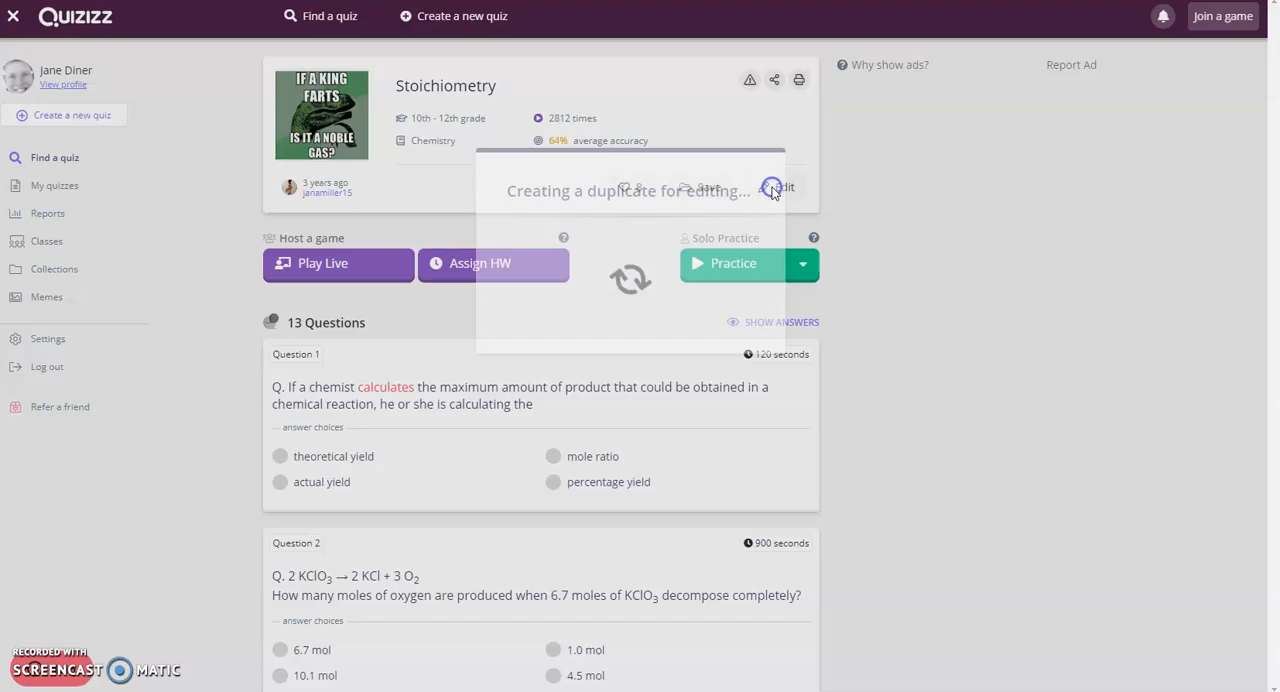 Quizizz
Find a quiz
Create a new quiz
Join a game
Jane Diner
View profile
Create a new quiz
Find a quiz
My quizzes
Reports
Classes
Collections
Memes
Settings
Log out
Refer a friend
IF A KING
FARTS
IS IT A NOBLE
GAS?
Stoichiometry
10th - 12th grade
2812 times
Chemistry
64% average accuracy
3 years ago
janamiller15
Save
Edit
Creating a duplicate for editing...
Why show ads?
Report Ad
Host a game
Solo Practice
Play Live
Assign HW
Practice
13 Questions
SHOW ANSWERS
Question 1
120 seconds
Q. If a chemist calculates the maximum amount of product that could be obtained in a
chemical reaction, he or she is calculating the
answer choices
theoretical yield
mole ratio
actual yield
percentage yield
Question 2
900 seconds
Q. 2 KClO₃ → 2 KCl + 3 O₂
How many moles of oxygen are produced when 6.7 moles of KClO₃ decompose completely?
answer choices
6.7 mol
1.0 mol
10.1 mol
4.5 mol
RECORDED WITH
SCREENCAST MATIC